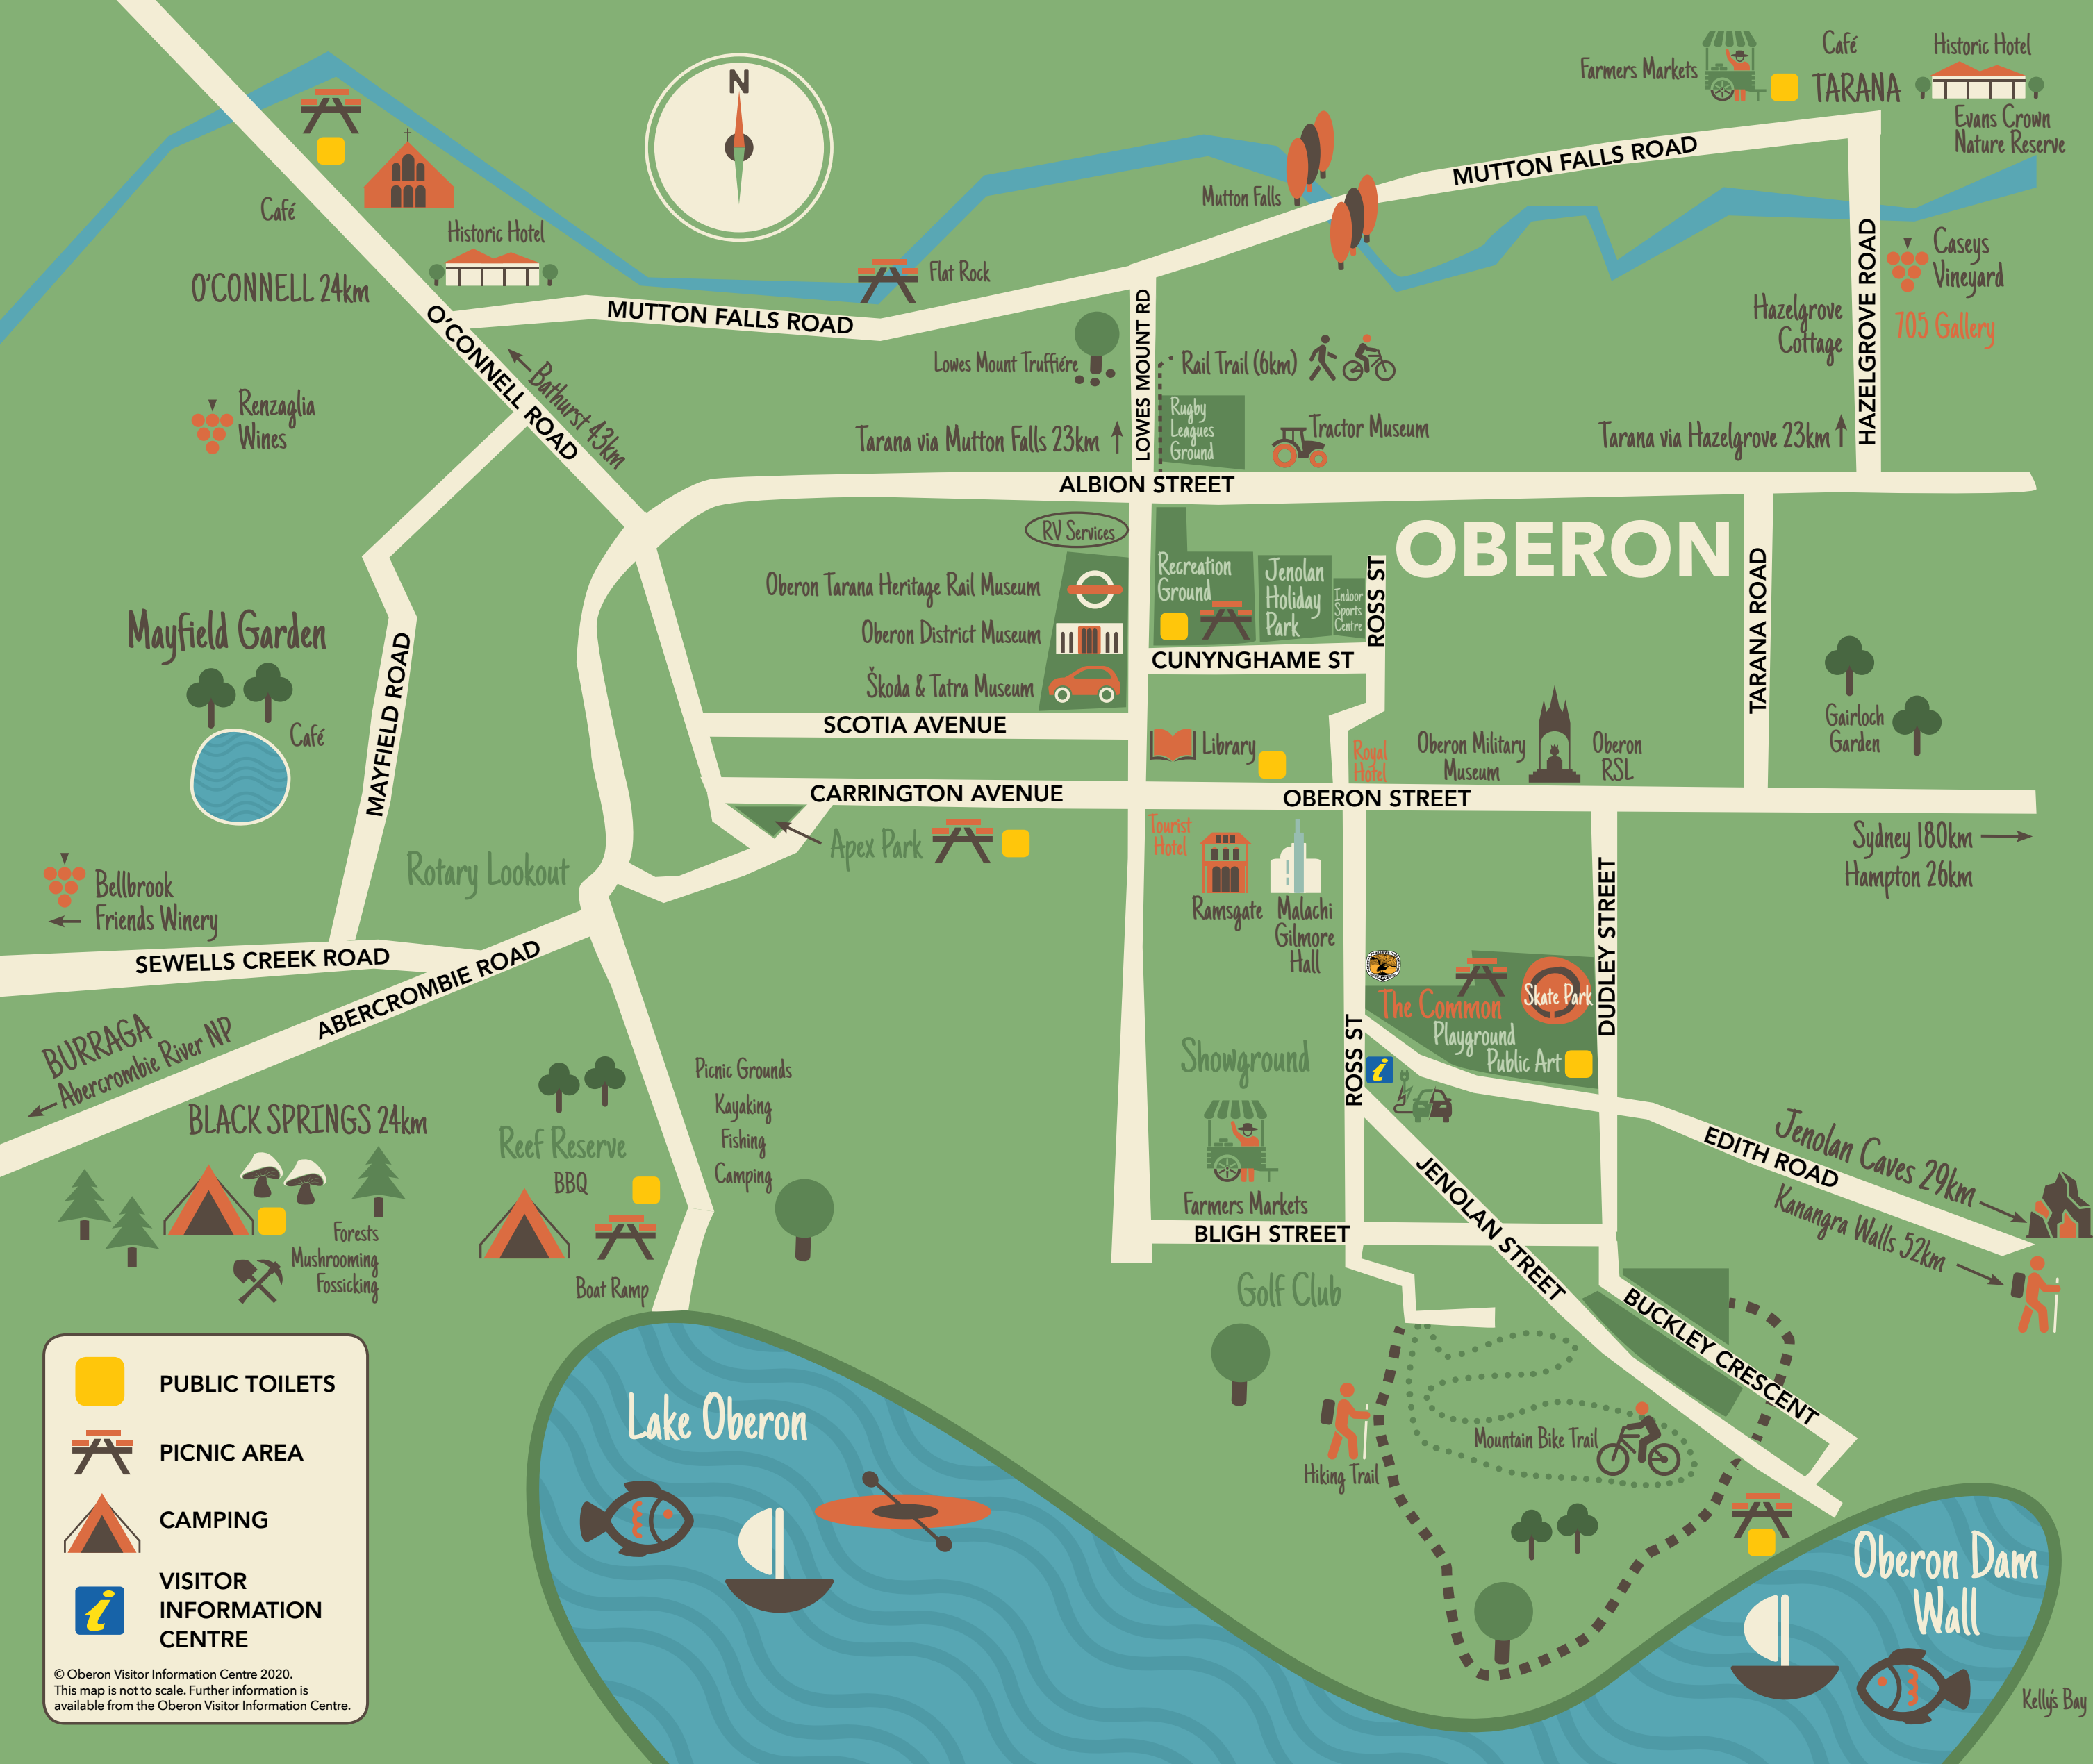 N
Farmers Markets
Café
TARANA
Historic Hotel
Evans Crown
Nature Reserve
MUTTON FALLS ROAD
Mutton Falls
Café
Historic Hotel
O'CONNELL 24km
O'CONNELL ROAD
Bathurst 43km
MUTTON FALLS ROAD
Flat Rock
Lowes Mount Truffiére
LOWES MOUNT RD
Rail Trail (6km)
Rugby
Leagues
Ground
Tractor Museum
Tarana via Mutton Falls 23km
Hazelgrove
Cottage
HAZELGROVE ROAD
Caseys
Vineyard
705 Gallery
Tarana via Hazelgrove 23km
Renzaglia
Wines
ALBION STREET
RV Services
OBERON
Oberon Tarana Heritage Rail Museum
Oberon District Museum
Škoda & Tatra Museum
Recreation
Ground
Jenolan
Holiday
Park
Indoor
Sports
Centre
ROSS ST
CUNYNGHAME ST
TARANA ROAD
Mayfield Garden
Café
MAYFIELD ROAD
SCOTIA AVENUE
Library
Royal
Hotel
Oberon Military
Museum
Oberon
RSL
Gairloch
Garden
CARRINGTON AVENUE
OBERON STREET
Apex Park
Tourist
Hotel
Ramsgate
Malachi
Gilmore
Hall
Sydney 180km
Hampton 26km
Rotary Lookout
Bellbrook
Friends Winery
SEWELLS CREEK ROAD
ABERCROMBIE ROAD
BURRAGA
Abercrombie River NP
DUDLEY STREET
The Common
Skate Park
Playground
Public Art
Showground
ROSS ST
i
Farmers Markets
BLIGH STREET
JENOLAN STREET
EDITH ROAD
Jenolan Caves 29km
Kanangra Walls 52km
BLACK SPRINGS 24km
Forests
Mushrooming
Fossicking
Reef Reserve
BBQ
Boat Ramp
Picnic Grounds
Kayaking
Fishing
Camping
Golf Club
BUCKLEY CRESCENT
Mountain Bike Trail
Hiking Trail
Lake Oberon
Oberon Dam
Wall
Kelly's Bay
PUBLIC TOILETS
PICNIC AREA
CAMPING
i
VISITOR
INFORMATION
CENTRE
© Oberon Visitor Information Centre 2020.
This map is not to scale. Further information is
available from the Oberon Visitor Information Centre.